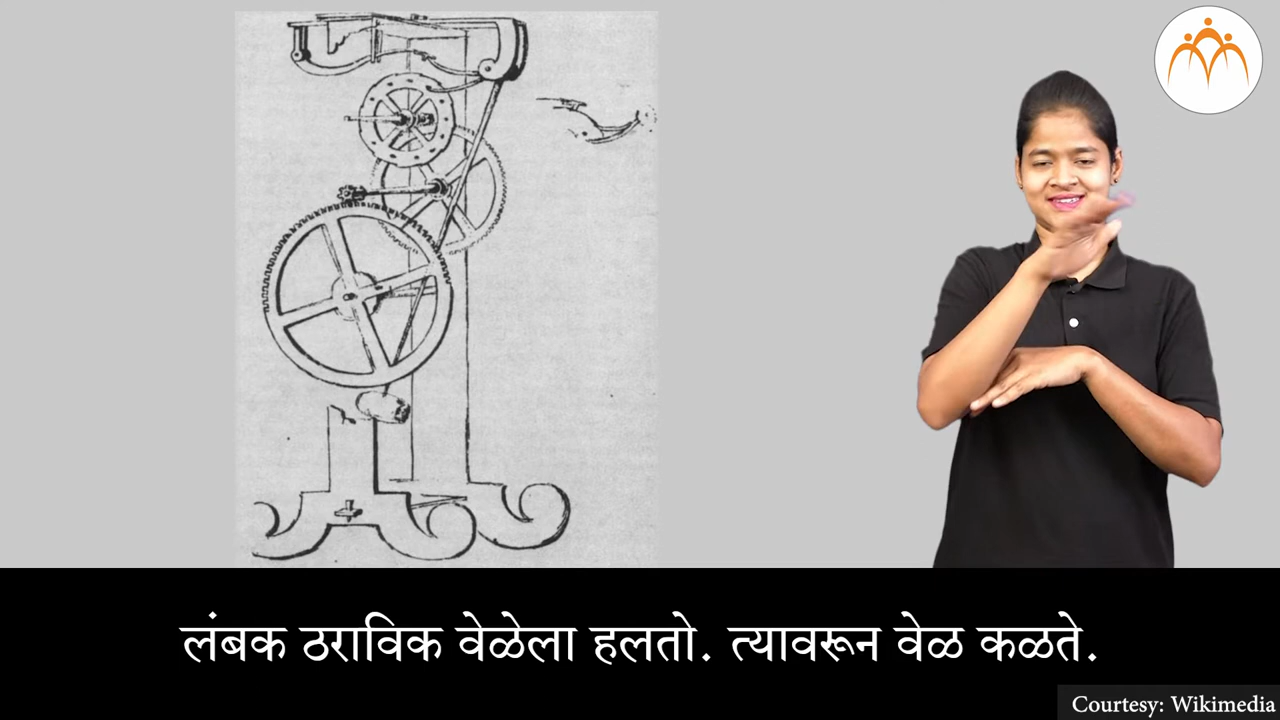 लंबक ठराविक वेळेला हलतो. त्यावरून वेळ कळते.
Courtesy: Wikimedia